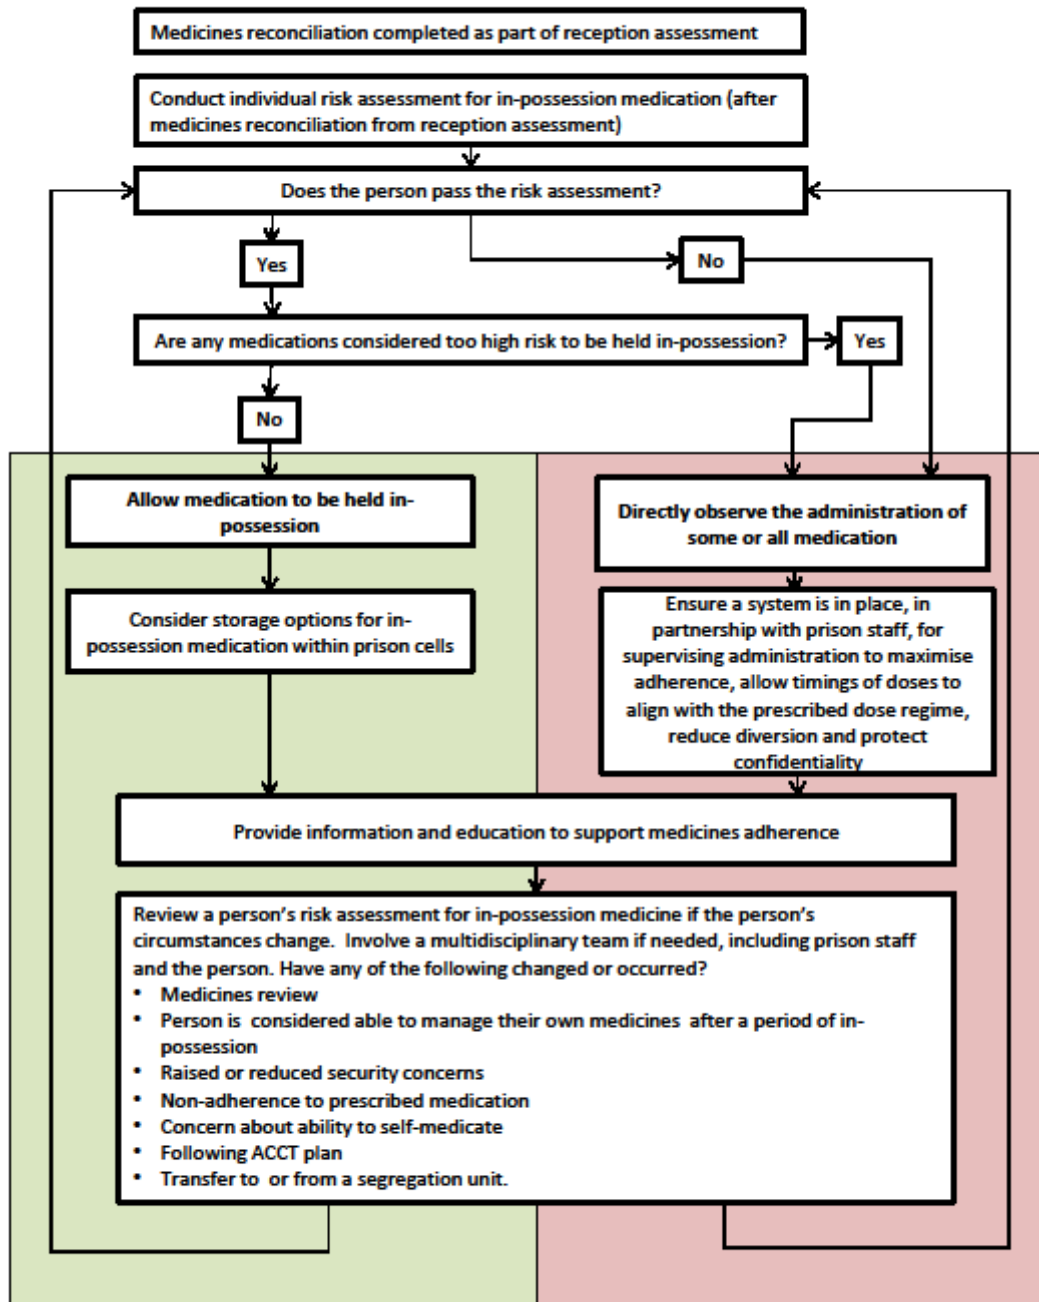 Medicines reconciliation completed as part of reception assessment
Conduct individual risk assessment for in-possession medication (after
medicines reconciliation from reception assessment)
Does the person pass the risk assessment?
Yes
No
Are any medications considered too high risk to be held in-possession?
Yes
No
Allow medication to be held in-
possession
Directly observe the administration of
some or all medication
Consider storage options for in-
possession medication within prison cells
Ensure a system is in place, in
partnership with prison staff, for
supervising administration to maximise
adherence, allow timings of doses to
align with the prescribed dose regime,
reduce diversion and protect
confidentiality
Provide information and education to support medicines adherence
Review a person's risk assessment for in-possession medicine if the person's
circumstances change.  Involve a multidisciplinary team if needed, including prison staff
and the person. Have any of the following changed or occurred?
• Medicines review
• Person is considered able to manage their own medicines after a period of in-
possession
• Raised or reduced security concerns
• Non-adherence to prescribed medication
• Concern about ability to self-medicate
• Following ACCT plan
• Transfer to or from a segregation unit.